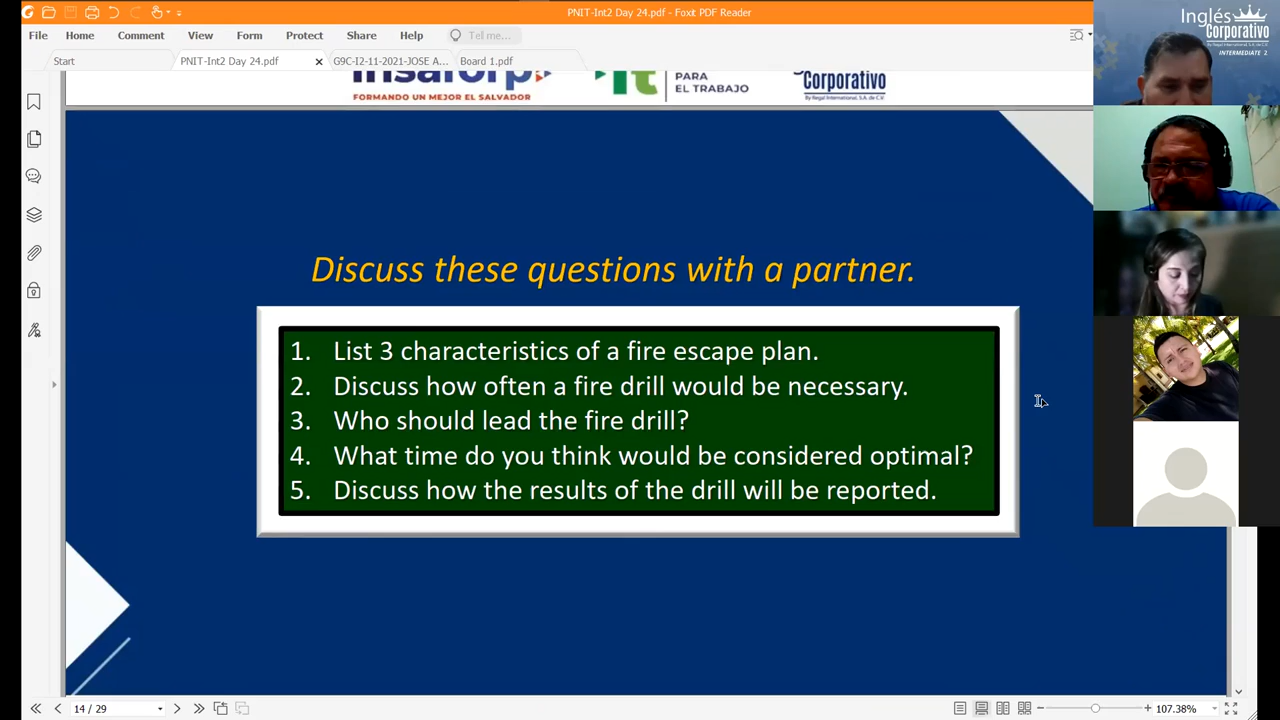 PNIT-Int2 Day 24.pdf - Foxit PDF Reader
File Home Comment View Form Protect Share Help Tell me...
Start PNIT-Int2 Day 24.pdf × G9C-I2-11-2021-JOSE A... Board 1.pdf
Inglés
Corporativo
By Regal International, S.A. de C.V.
INTERMEDIATE 2
PARA
EL TRABAJO
FORMANDO UN MEJOR EL SALVADOR
Corporativo
By Regal International, S.A. de C.V.
Discuss these questions with a partner.
1. List 3 characteristics of a fire escape plan.
2. Discuss how often a fire drill would be necessary.
3. Who should lead the fire drill?
4. What time do you think would be considered optimal?
5. Discuss how the results of the drill will be reported.
14 / 29
107.38%